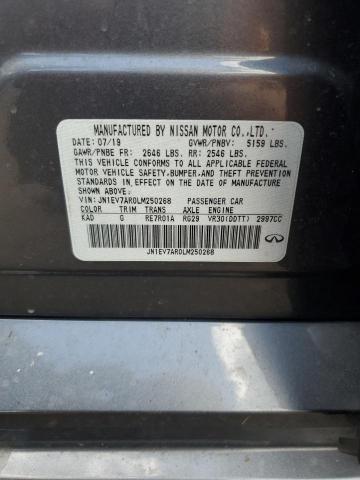 MANUFACTURED BY NISSAN MOTOR CO.,LTD.
DATE: 07/19 GVWR/PNBV: 5159 LBS.
GAWR/PNBE FR: 2646 LBS. RR: 2546 LBS.
THIS VEHICLE CONFORMS TO ALL APPLICABLE FEDERAL
MOTOR VEHICLE SAFETY,BUMPER,AND THEFT PREVENTION
STANDARDS IN EFFECT ON THE DATE OF MANUFACTURE
SHOWN ABOVE.
VIN: JN1EV7AR0LM250268 PASSENGER CAR
COLOR TRIM TRANS AXLE ENGINE
KAD G RE7R01A RG29 VR30(DDTT) 2997CC
JN1EV7AR0LM250268